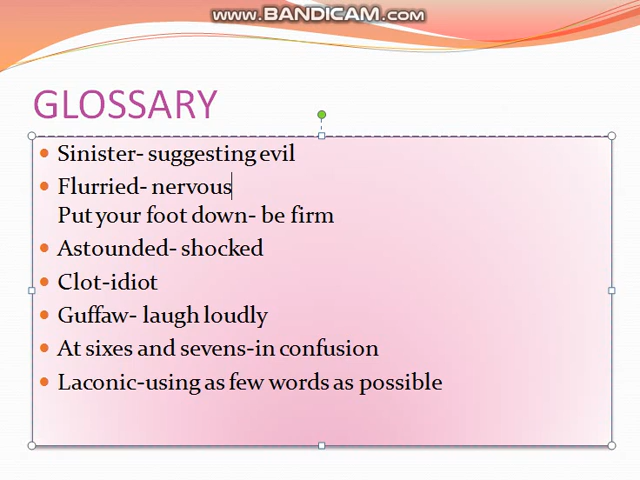 www.BANDICAM.com
GLOSSARY
Sinister- suggesting evil
Flurried- nervous
Put your foot down- be firm
Astounded- shocked
Clot-idiot
Guffaw- laugh loudly
At sixes and sevens-in confusion
Laconic-using as few words as possible